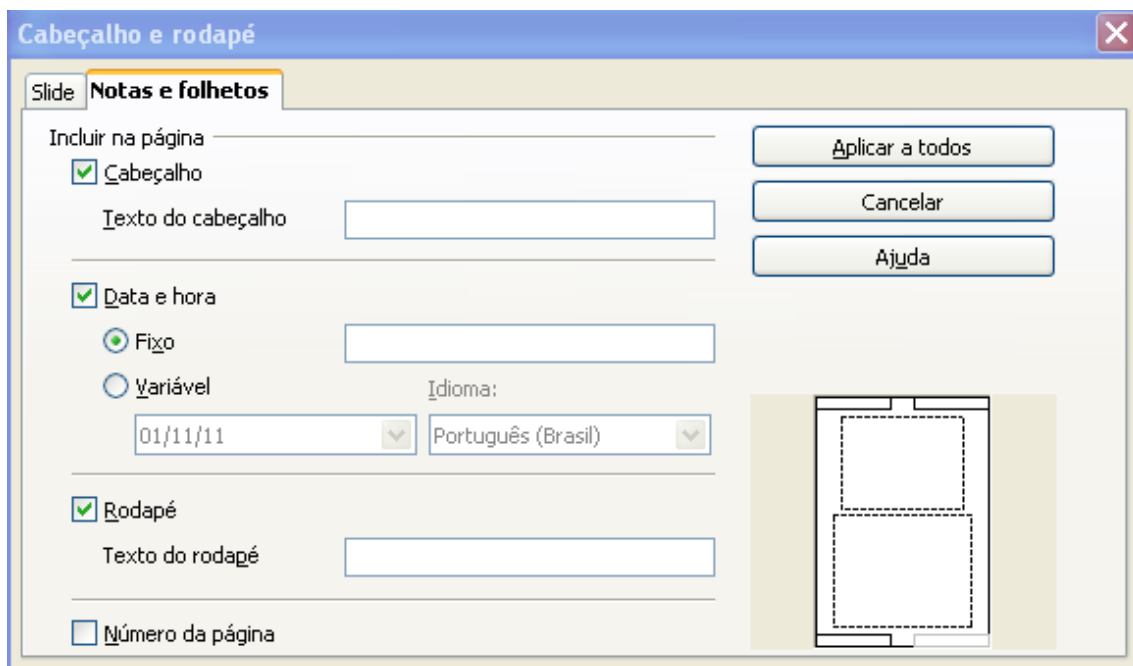 Cabeçalho e rodapé
Slide Notas e folhetos
Incluir na página
Cabeçalho
Texto do cabeçalho
Data e hora
Fixo
Variável Idioma:
01/11/11 Português (Brasil)
Rodapé
Texto do rodapé
Número da página
Aplicar a todos
Cancelar
Ajuda